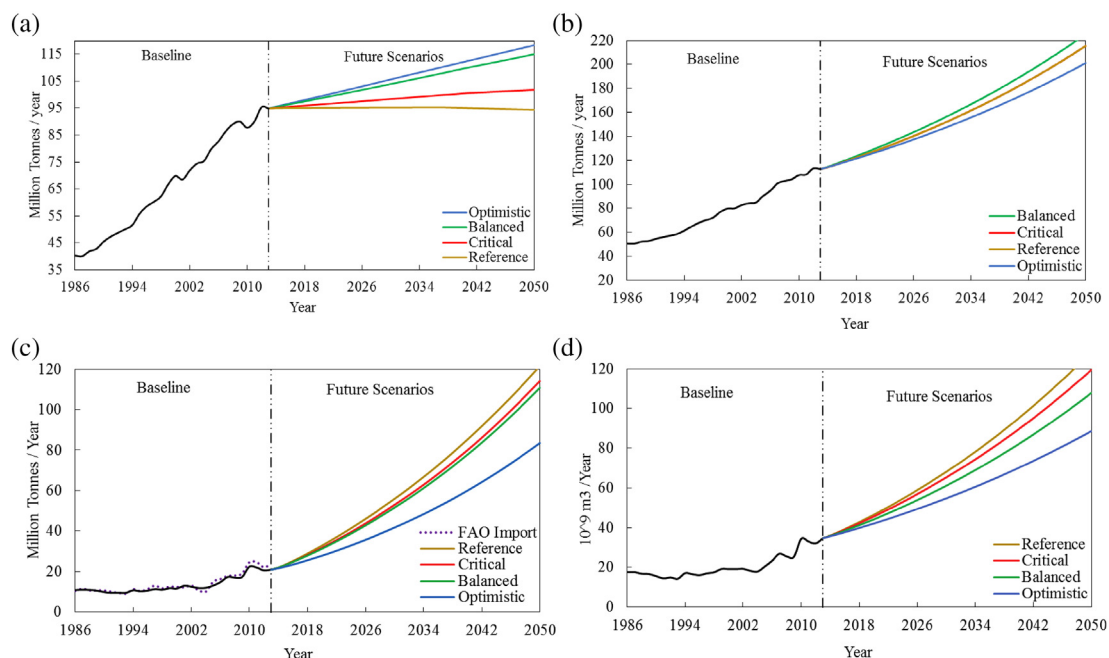 (a)
Million Tonnes / year
115
105
95
85
75
65
55
45
35
Baseline
Future Scenarios
Optimistic
Balanced
Critical
Reference
1986 1994 2002 2010 2018 2026 2034 2042 2050
Year
(b)
Million Tonnes / year
220
200
180
160
140
120
100
80
60
40
20
Baseline
Future Scenarios
Balanced
Critical
Reference
Optimistic
1986 1994 2002 2010 2018 2026 2034 2042 2050
Year
(c)
Million Tonnes / Year
120
100
80
60
40
20
0
Baseline
Future Scenarios
FAO Import
Reference
Critical
Balanced
Optimistic
1986 1994 2002 2010 2018 2026 2034 2042 2050
Year
(d)
10^9 m3 /Year
120
100
80
60
40
20
0
Baseline
Future Scenarios
Reference
Critical
Balanced
Optimistic
1986 1994 2002 2010 2018 2026 2034 2042 2050
Year